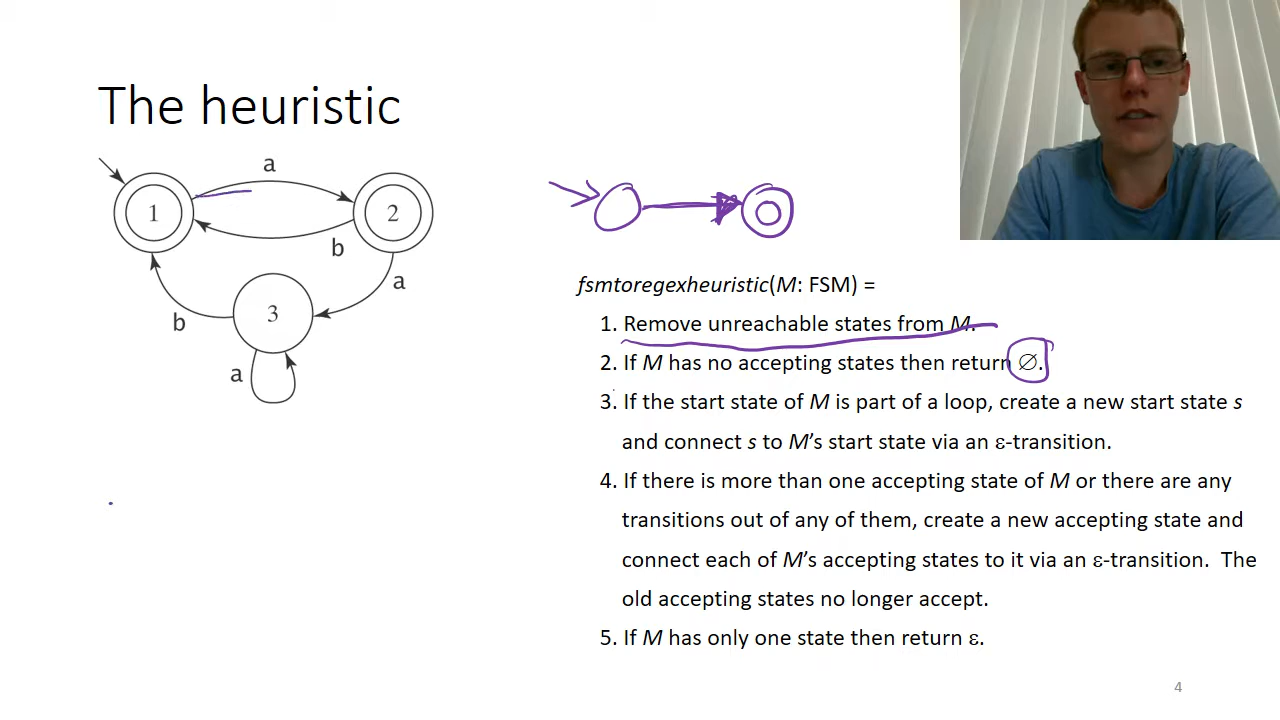 The heuristic
a
1
2
b
a
3
b
a
fsmtoregexheuristic(M: FSM) =
1. Remove unreachable states from M.
2. If M has no accepting states then return ∅.
3. If the start state of M is part of a loop, create a new start state s
and connect s to M’s start state via an ε-transition.
4. If there is more than one accepting state of M or there are any
transitions out of any of them, create a new accepting state and
connect each of M’s accepting states to it via an ε-transition. The
old accepting states no longer accept.
5. If M has only one state then return ε.
4